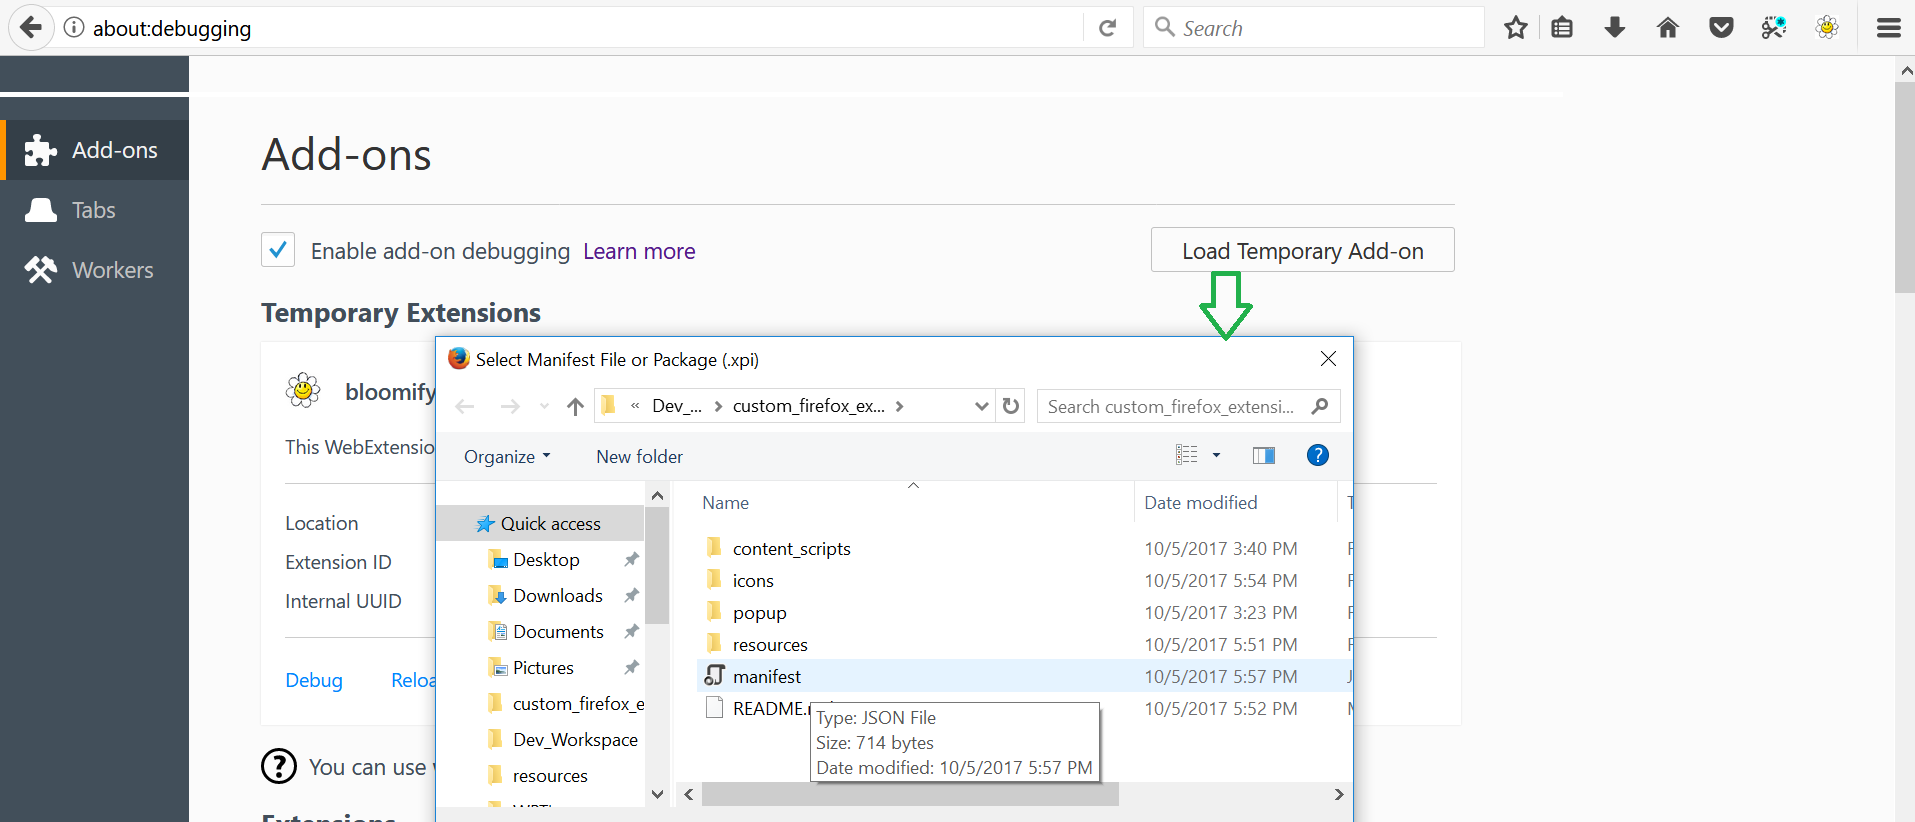 about:debugging
Search
Add-ons
Tabs
Workers
Add-ons
Enable add-on debugging Learn more
Load Temporary Add-on
Temporary Extensions
bloomify
This WebExtensio
Location
Extension ID
Internal UUID
Debug Reloa
You can use
Select Manifest File or Package (.xpi)
« Dev_... > custom_firefox_ex... >
Search custom_firefox_extensi...
Organize
New folder
?
Quick access
Desktop
Downloads
Documents
Pictures
custom_firefox_e
Dev_Workspace
resources
Name Date modified
content_scripts 10/5/2017 3:40 PM
icons 10/5/2017 5:54 PM
popup 10/5/2017 3:23 PM
resources 10/5/2017 5:51 PM
manifest 10/5/2017 5:57 PM
README. 10/5/2017 5:52 PM
Type: JSON File
Size: 714 bytes
Date modified: 10/5/2017 5:57 PM
Extensions